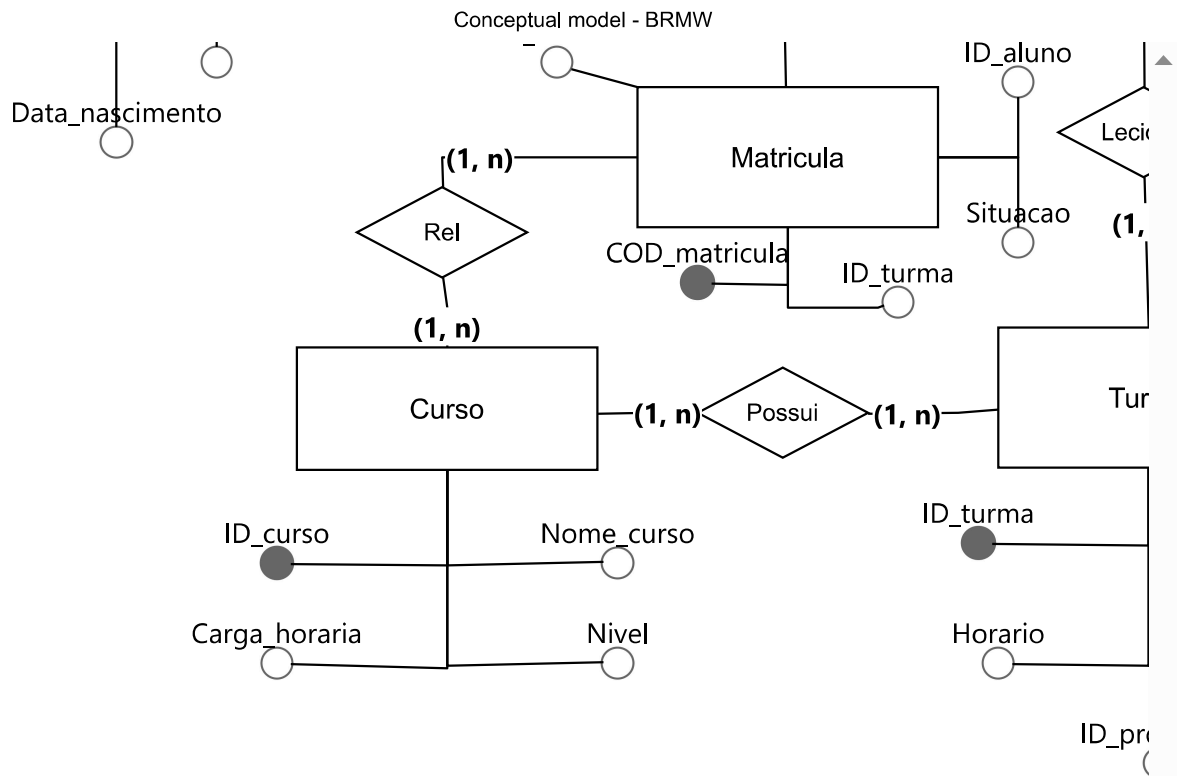 Conceptual model - BRMW
ID_aluno
Data_nascimento
(1, n)
Matricula
Rel
Situacao
COD_matricula
ID_turma
(1, n)
Curso
(1, n)
Possui
(1, n)
ID_curso
Nome_curso
ID_turma
Carga_horaria
Nivel
Horario